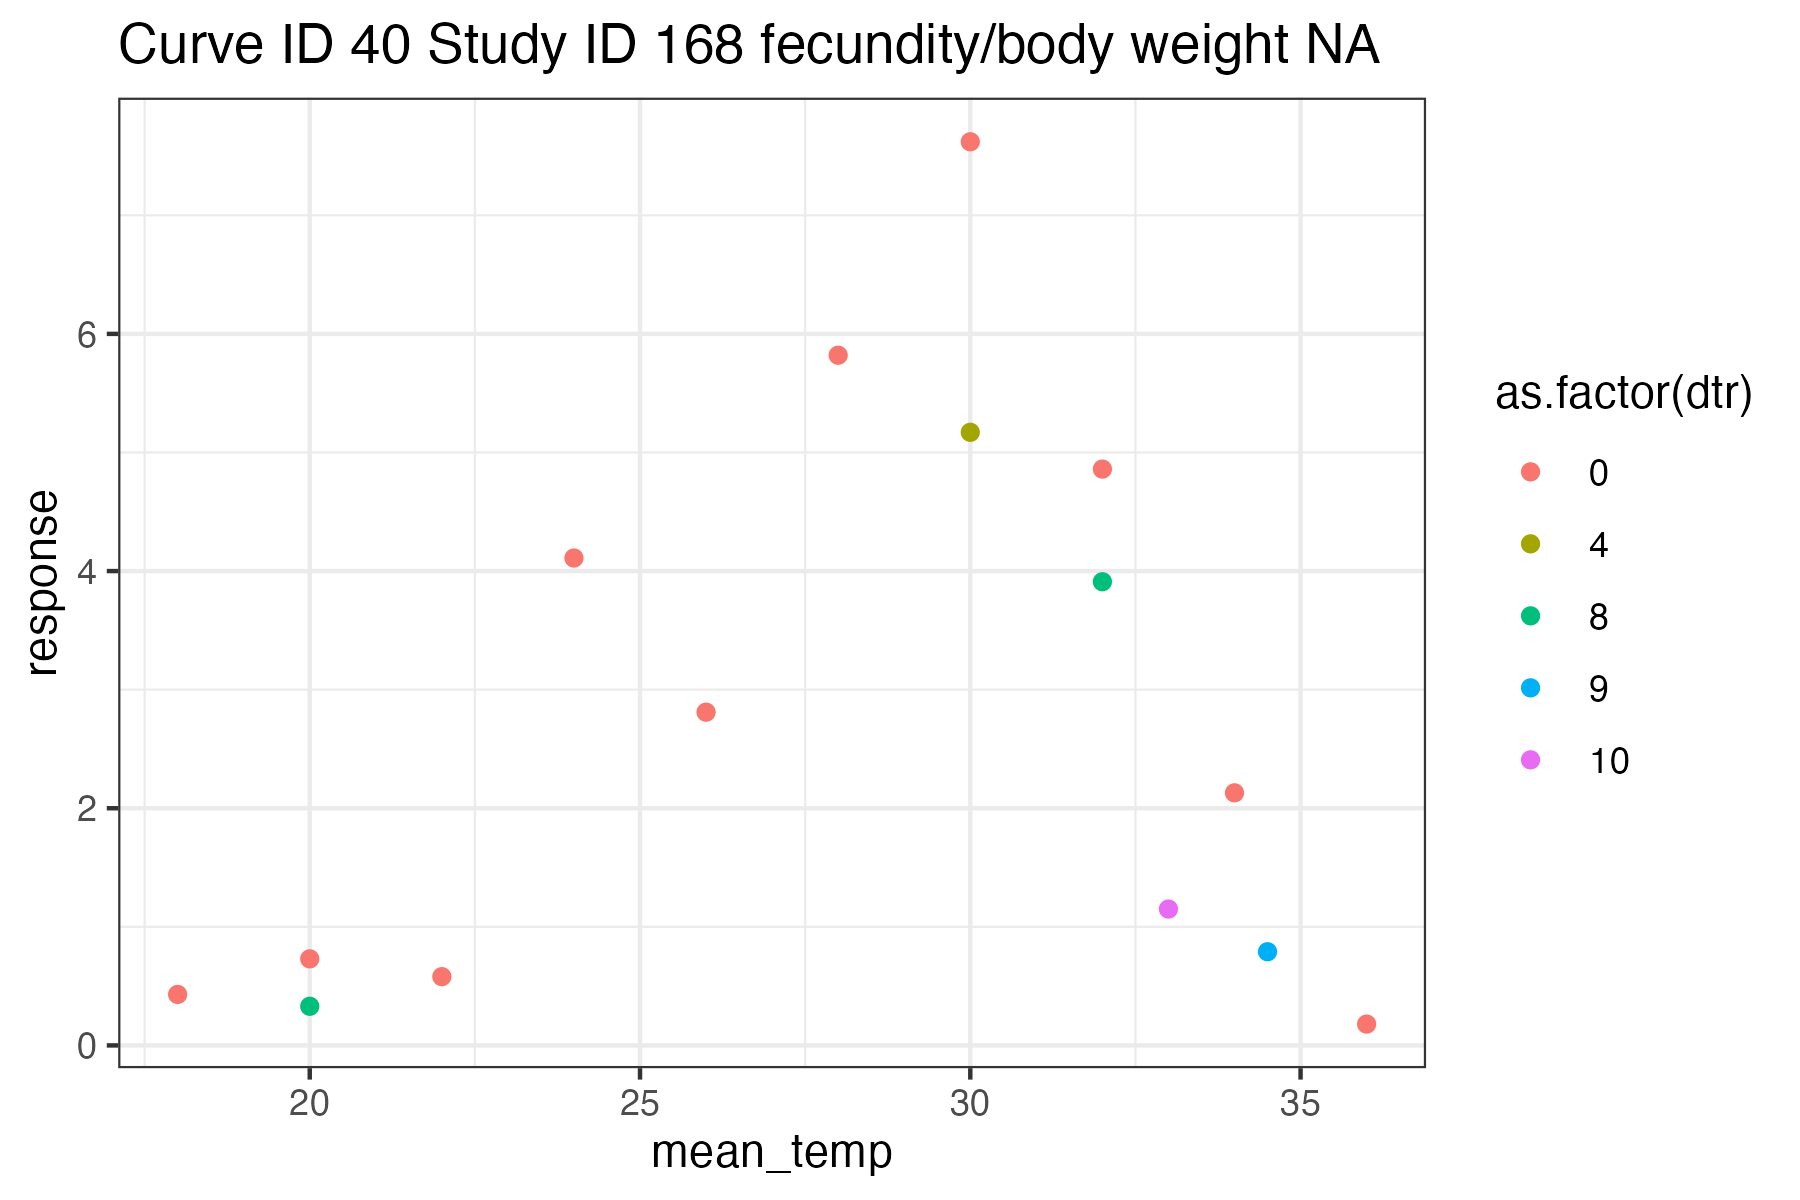 Curve ID 40 Study ID 168 fecundity/body weight NA
6
4
2
0
response
20 25 30 35
mean_temp
as.factor(dtr)
0
4
8
9
10